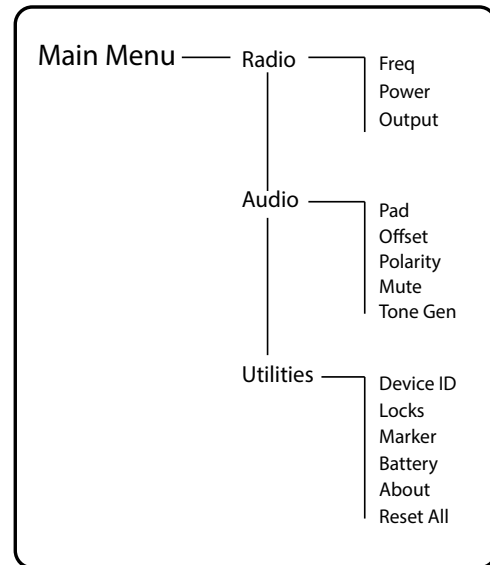 Main Menu
Radio
Freq
Power
Output
Audio
Pad
Offset
Polarity
Mute
Tone Gen
Utilities
Device ID
Locks
Marker
Battery
About
Reset All